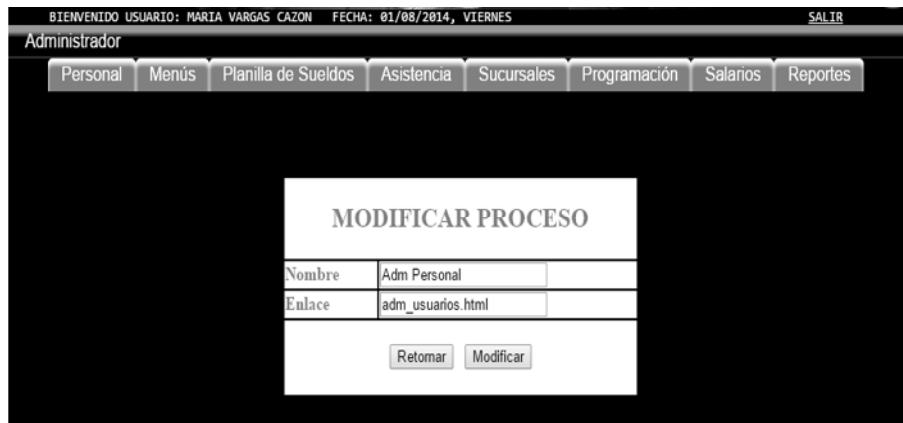 BIENVENIDO USUARIO: MARIA VARGAS CAZON FECHA: 01/08/2014, VIERNES SALIR
Administrador
Personal Menús Planilla de Sueldos Asistencia Sucursales Programación Salarios Reportes
MODIFICAR PROCESO
Nombre Adm Personal
Enlace adm_usuarios.html
Retornar Modificar